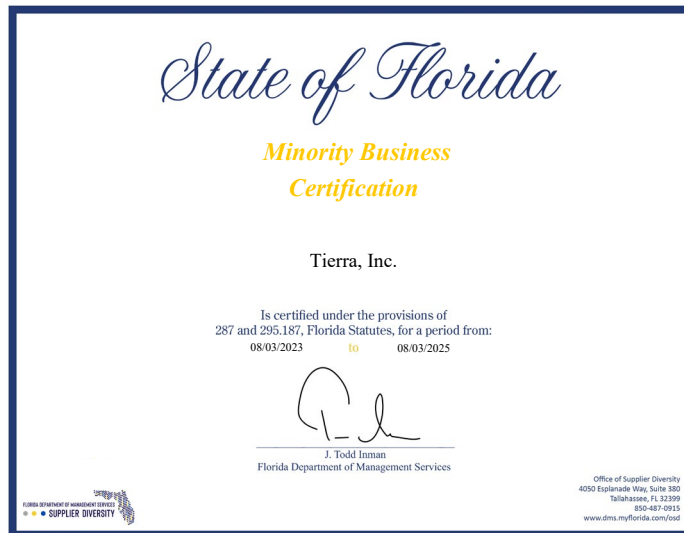 State of Florida
Minority Business
Certification
Tierra, Inc.
Is certified under the provisions of
287 and 295.187, Florida Statutes, for a period from:
08/03/2023 to 08/03/2025
J. Todd Inman
Florida Department of Management Services
FLORIDA DEPARTMENT OF MANAGEMENT SERVICES
SUPPLIER DIVERSITY
Office of Supplier Diversity
4050 Esplanade Way, Suite 380
Tallahassee, FL 32399
850-487-0915
www.dms.myflorida.com/osd